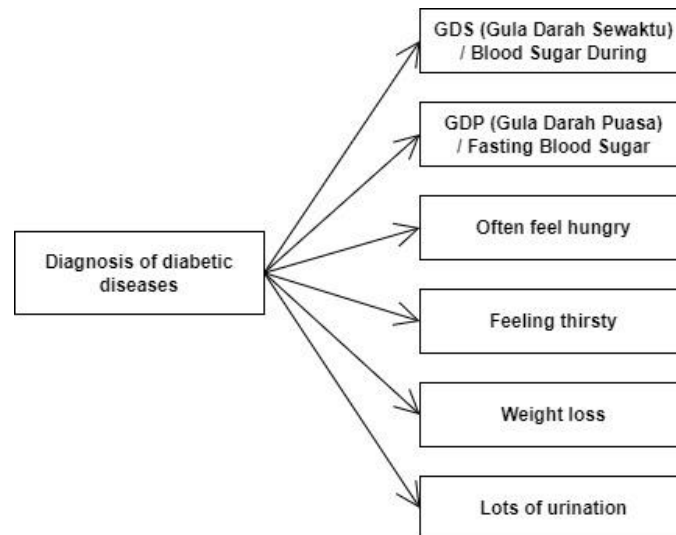 GDS (Gula Darah Sewaktu)
/ Blood Sugar During
GDP (Gula Darah Puasa)
/ Fasting Blood Sugar
Often feel hungry
Diagnosis of diabetic
diseases
Feeling thirsty
Weight loss
Lots of urination